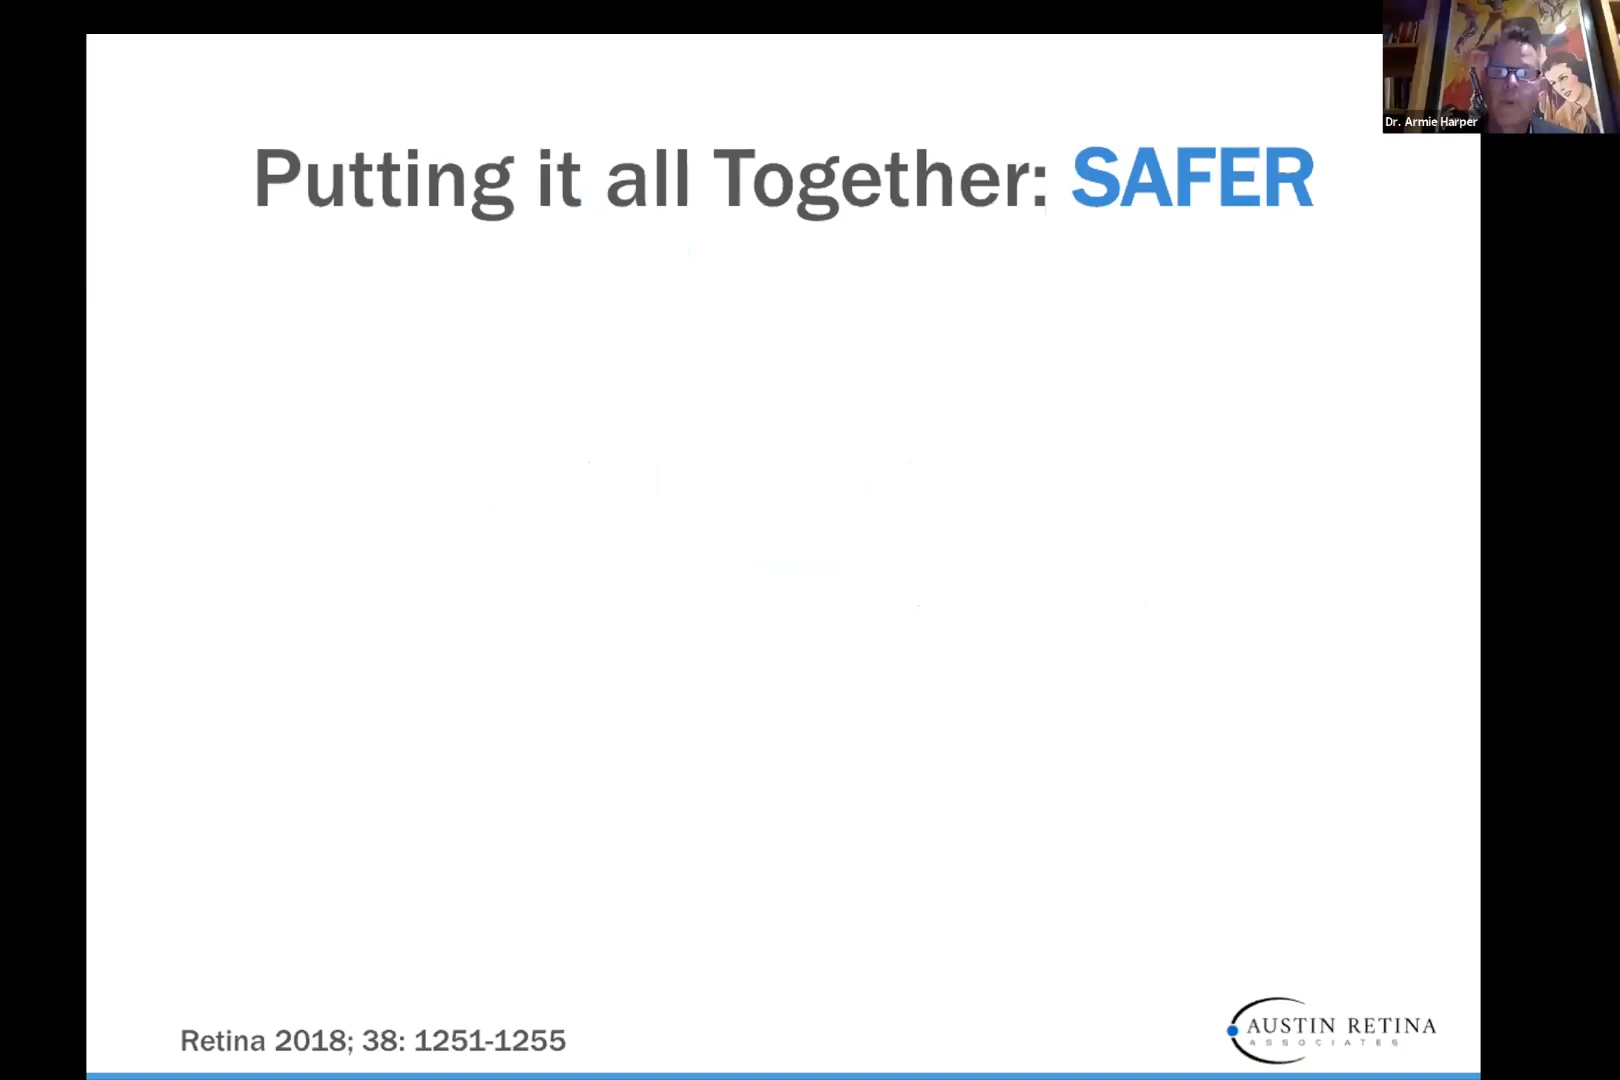 Dr. Armie Harper
Putting it all Together: SAFER
Retina 2018; 38: 1251-1255
AUSTIN RETINA
ASSOCIATES